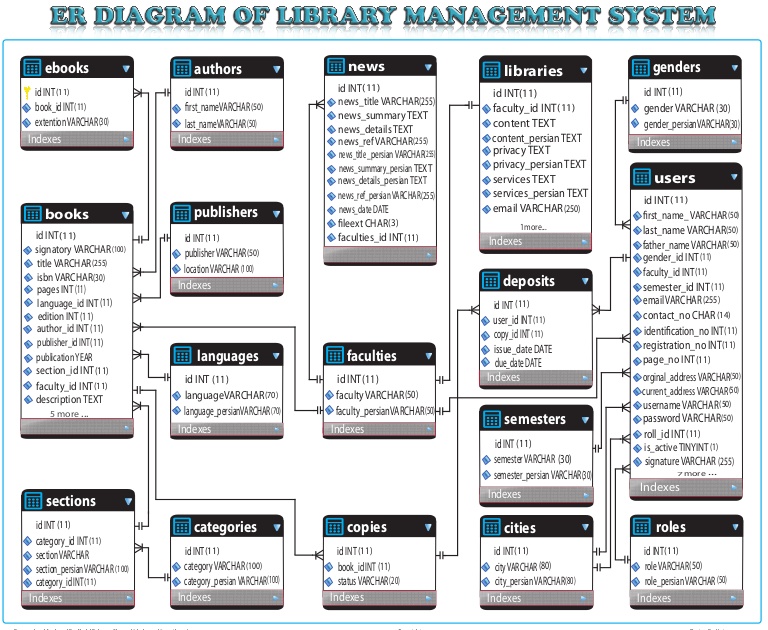 ER DIAGRAM OF LIBRARY MANAGEMENT SYSTEM
ebooks
id INT(11)
book_id INT(11)
extention VARCHAR(30)
Indexes
authors
id INT(11)
first_nameVARCHAR(50)
last_nameVARCHAR(50)
Indexes
news
id INT(11)
news_title VARCHAR(255)
news_summary TEXT
news_details TEXT
news_ref VARCHAR(255)
news_title_persian VARCHAR(255)
news_summary_persian TEXT
news_details_persian TEXT
news_ref_persian VARCHAR(255)
news_date DATE
fileext CHAR(3)
faculties_id INT(11)
libraries
id INT(11)
faculty_id INT(11)
content TEXT
content_persian TEXT
privacy TEXT
privacy_persian TEXT
services TEXT
services_persian TEXT
email VARCHAR(250)
1more...
Indexes
genders
id INT(11)
gender VARCHAR (30)
gender_persianVARCHAR(30)
Indexes
books
id INT(11)
signatory VARCHAR(100)
title VARCHAR(255)
isbn VARCHAR(30)
pages INT(11)
language_id INT(11)
edition INT(11)
author_id INT(11)
publisher_id INT(11)
publication YEAR
section_id INT(11)
faculty_id INT(11)
description TEXT
5 more ...
publishers
id INT(11)
publisher VARCHAR(50)
location VARCHAR(100)
Indexes
users
id INT(11)
first_name_ VARCHAR(50)
last_name VARCHAR(50)
father_name VARCHAR(50)
gender_id INT(11)
faculty_id INT(11)
semester_id INT(11)
email VARCHAR(255)
contact_no CHAR(14)
identification_no INT(11)
registration_no INT(11)
page_no INT(11)
orginal_address VARCHAR(50)
current_address VARCHAR(50)
username VARCHAR(50)
password VARCHAR(50)
roll_id INT(11)
is_active TINYINT(1)
signature VARCHAR (255)
more ...
Indexes
deposits
id INT(11)
user_id INT(11)
copy_id INT(11)
issue_date DATE
due_date DATE
Indexes
languages
id INT (11)
languageVARCHAR(70)
language_persianVARCHAR(70)
Indexes
faculties
id INT (11)
faculty VARCHAR(50)
faculty_persianVARCHAR(50)
Indexes
semesters
id INT (11)
semester VARCHAR (30)
semester_persian VARCHAR(30)
Indexes
sections
id INT (11)
category_id INT(11)
section VARCHAR
section_persian VARCHAR(100)
category_id INT(11)
Indexes
categories
id INT(11)
category VARCHAR(100)
category_persian VARCHAR(100)
Indexes
copies
id INT(11)
book_id INT(11)
status VARCHAR(20)
Indexes
cities
id INT(11)
city VARCHAR (80)
city_persian VARCHAR(80)
Indexes
roles
id INT(11)
role VARCHAR(50)
role_persian VARCHAR(50)
Indexes